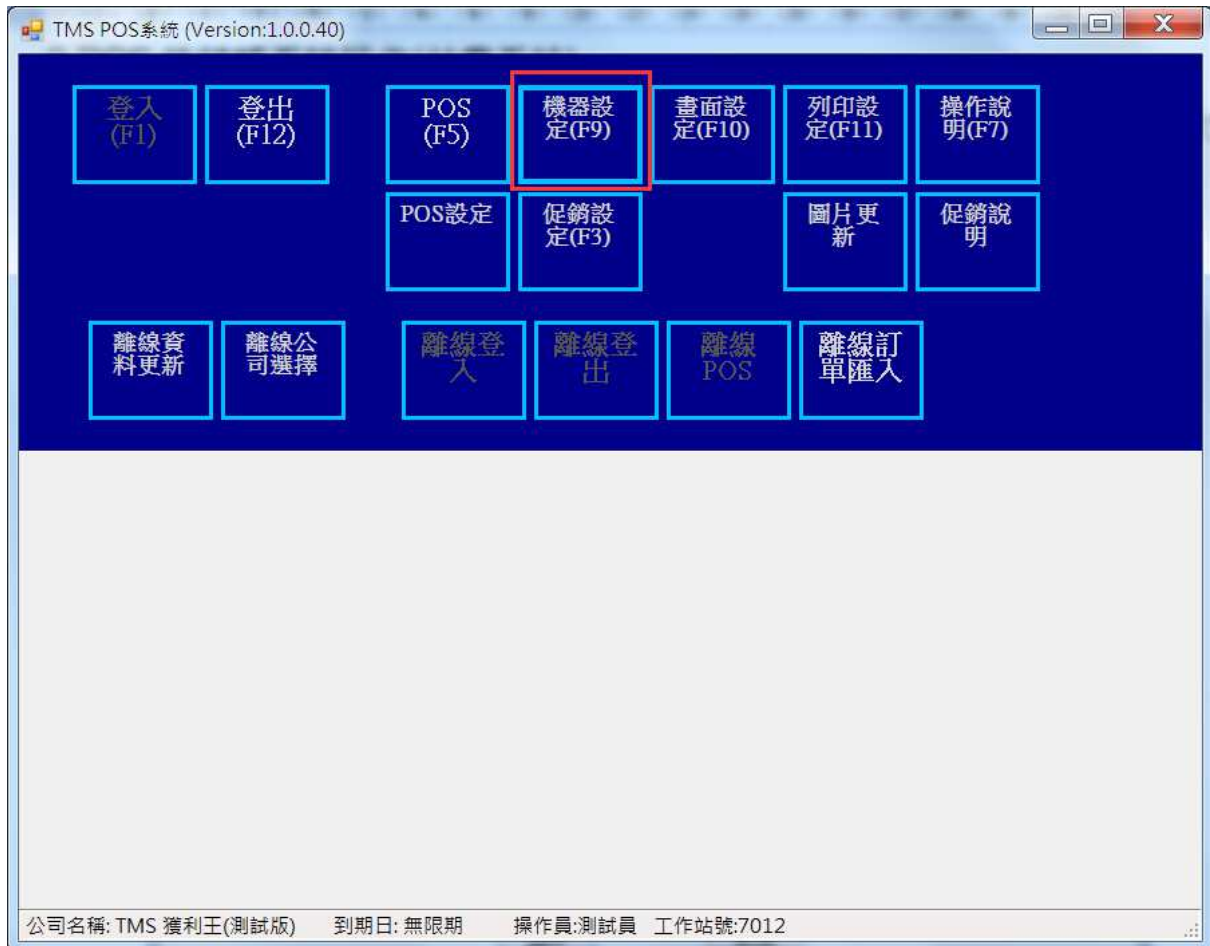 TMS POS系統 (Version:1.0.0.40)
登入
(F1)
登出
(F12)
POS
(F5)
機器設
定(F9)
畫面設
定(F10)
列印設
定(F11)
操作說
明(F7)
POS設定
促銷設
定(F3)
圖片更
新
促銷說
明
離線資
料更新
離線公
司選擇
離線登
入
離線登
出
離線
POS
離線訂
單匯入
公司名稱: TMS 獲利王(測試版) 到期日: 無限期 操作員:測試員 工作站號:7012